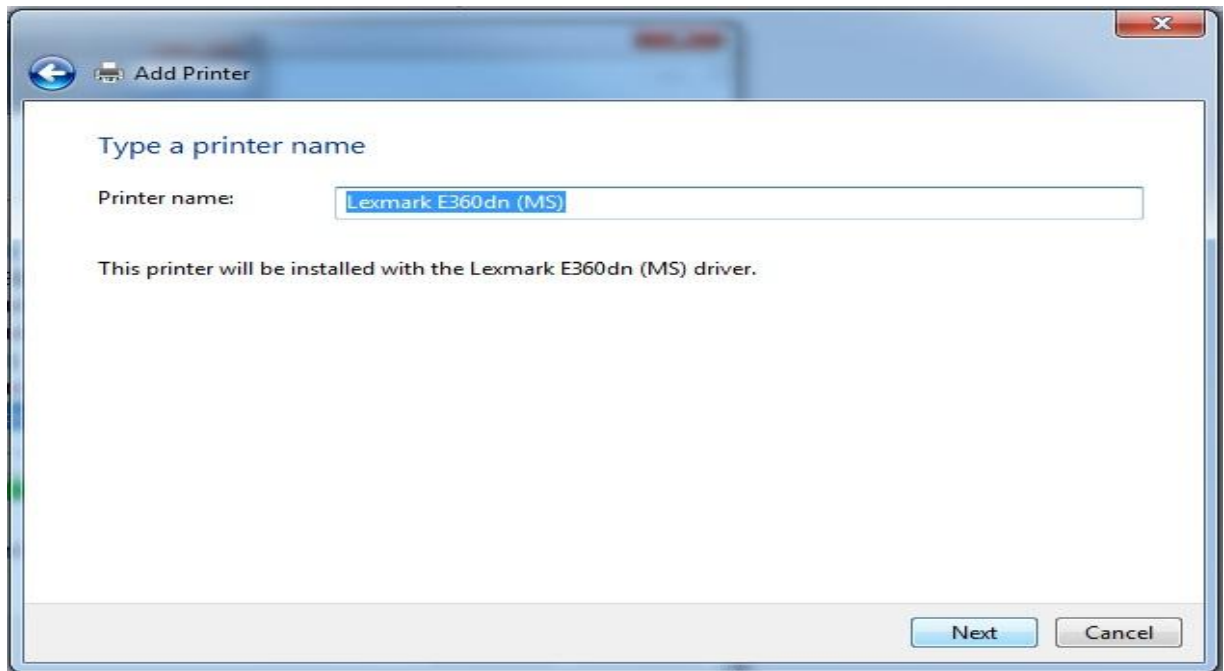 Add Printer
Type a printer name
Printer name: Lexmark E360dn (MS)
This printer will be installed with the Lexmark E360dn (MS) driver.
Next Cancel